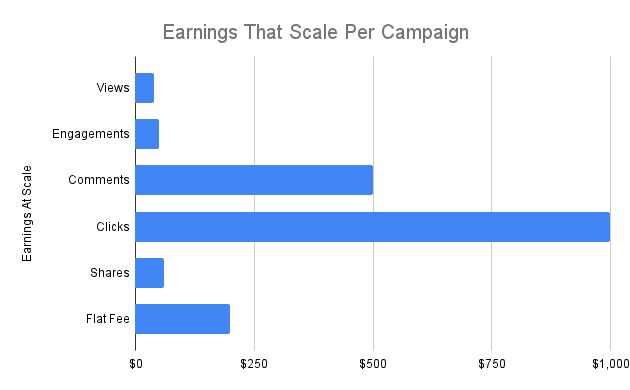 Earnings That Scale Per Campaign
Earnings At Scale
Views
Engagements
Comments
Clicks
Shares
Flat Fee
$0 $250 $500 $750 $1,000